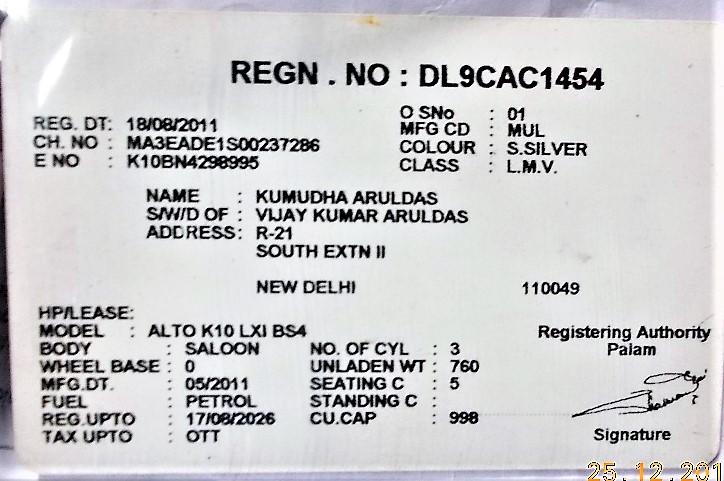 REGN . NO : DL9CAC1454
REG. DT: 18/08/2011
CH. NO : MA3EADE1S00237286
E NO : K10BN4298995
O SNo : 01
MFG CD : MUL
COLOUR : S.SILVER
CLASS : L.M.V.
NAME : KUMUDHA ARULDAS
S/W/D OF : VIJAY KUMAR ARULDAS
ADDRESS: R-21
SOUTH EXTN II
NEW DELHI 110049
HP/LEASE:
MODEL : ALTO K10 LXI BS4
BODY : SALOON
WHEEL BASE : 0
MFG.DT. : 05/2011
FUEL : PETROL
REG.UPTO : 17/08/2026
TAX UPTO : OTT
NO. OF CYL : 3
UNLADEN WT : 760
SEATING C : 5
STANDING C :
CU.CAP : 998
Registering Authority
Palam
Signature
25.12.201